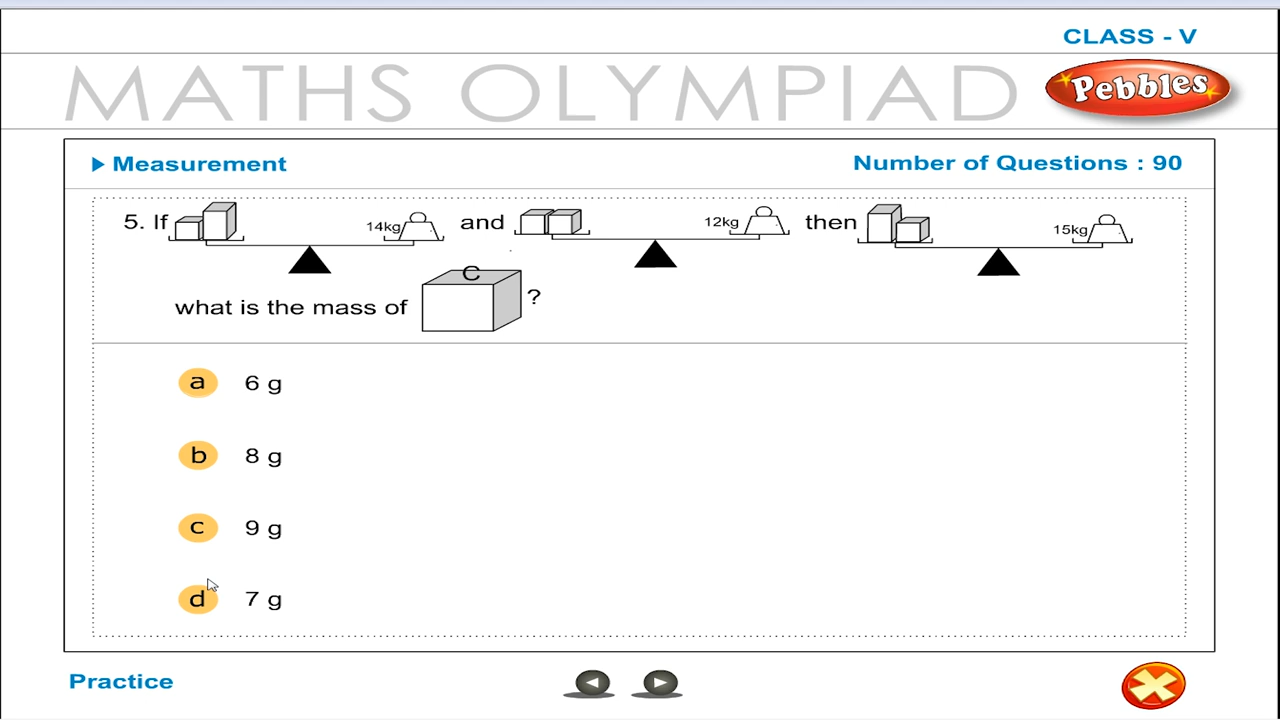 CLASS - V
MATHS OLYMPIAD
Pebbles
Measurement
Number of Questions : 90
5. If 14kg and 12kg then 15kg
C
what is the mass of ?
a 6 g
b 8 g
c 9 g
d 7 g
Practice